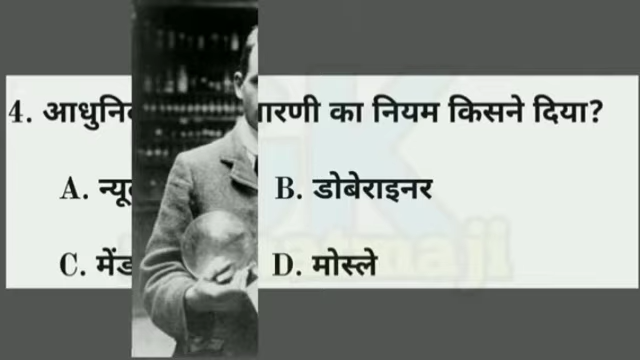 4. आधुनि ारणी का नियम किसने दिया?
A. न्यू B. डोबेराइनर
C. मेंड D. मोस्ले